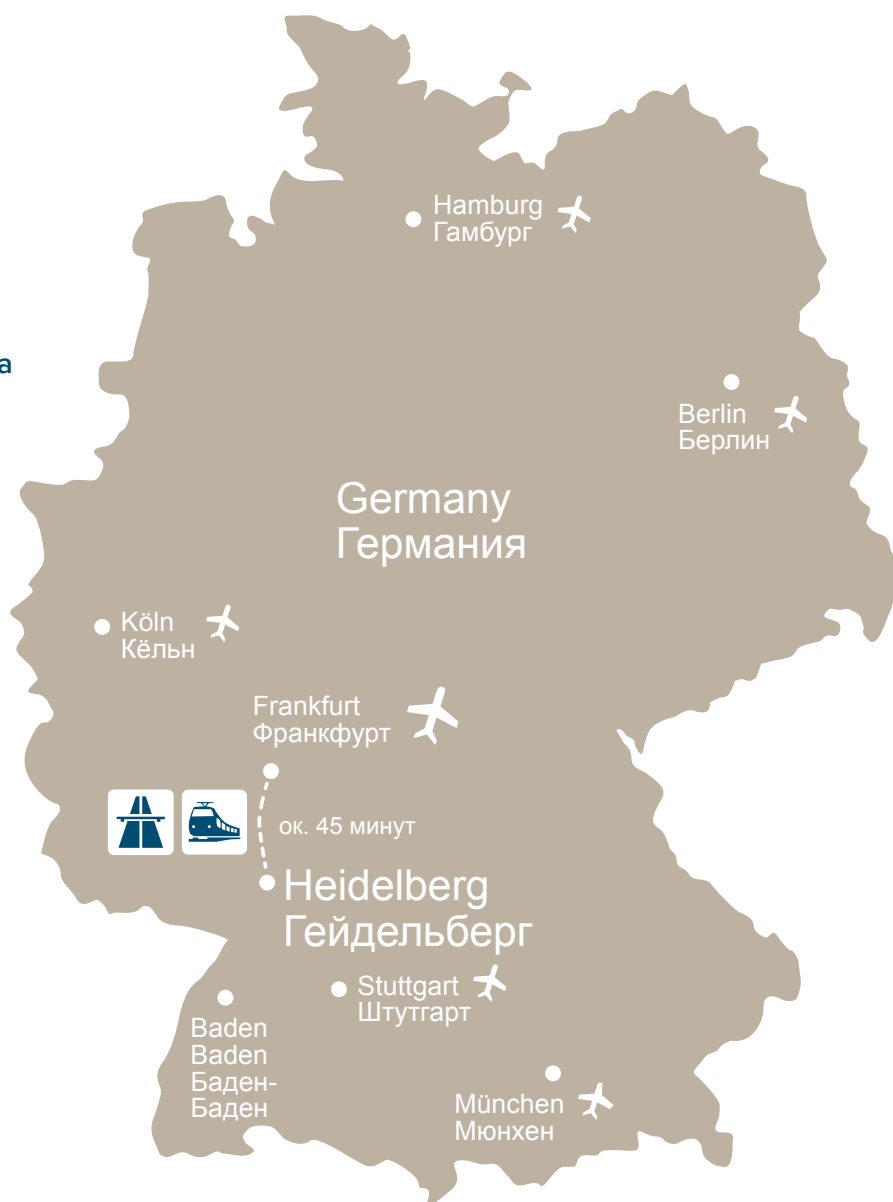 Hamburg
Гамбург
а
Berlin
Берлин
Germany
Германия
Köln
Кёльн
Frankfurt
Франкфурт
ок. 45 минут
Heidelberg
Гейдельберг
Stuttgart
Штутгарт
Baden
Baden
Баден-
Баден
München
Мюнхен